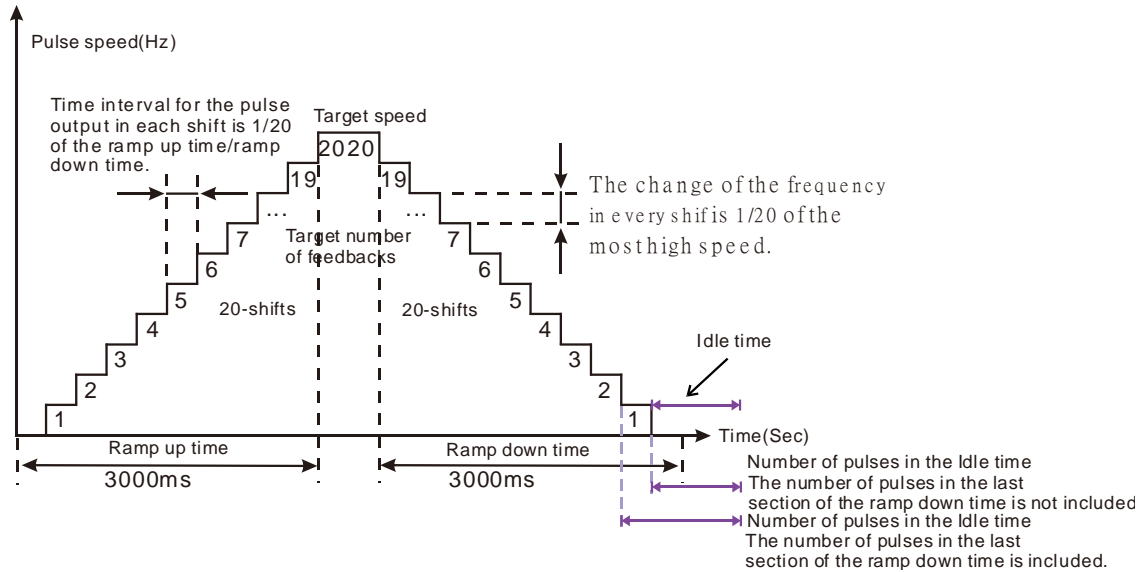 Pulse speed(Hz)
Time interval for the pulse
output in each shift is 1/20
of the ramp up time/ramp
down time.
Target speed
2020
19
19
...
...
The change of the frequency
in every shif is 1/20 of the
most high speed.
7
7
Target number
of feedbacks
6
6
5
5
20-shifts
20-shifts
4
4
3
3
Idle time
2
2
1
1
Time(Sec)
Ramp up time
Ramp down time
3000ms
3000ms
Number of pulses in the Idle time
The number of pulses in the last
section of the ramp down time is not included
Number of pulses in the Idle time
The number of pulses in the last
section of the ramp down time is included.